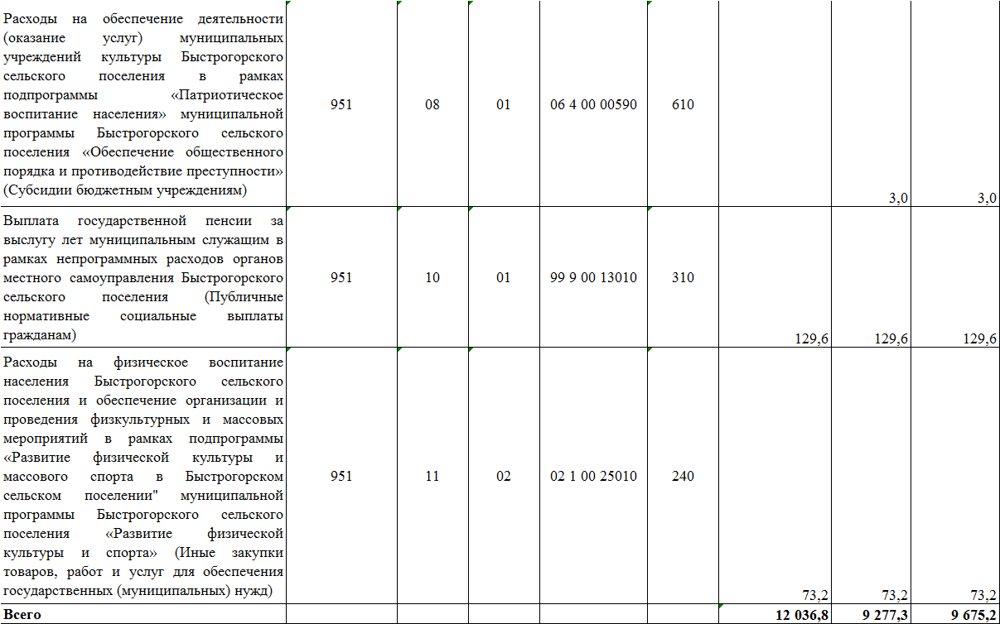 Расходы на обеспечение деятельности
(оказание услуг) муниципальных
учреждений культуры Быстрогорского
сельского поселения в рамках
подпрограммы «Патриотическое
воспитание населения» муниципальной
программы Быстрогорского сельского
поселения «Обеспечение общественного
порядка и противодействие преступности»
(Субсидии бюджетным учреждениям)
951 08 01 06 4 00 00590 610 3,0 3,0
Выплата государственной пенсии за
выслугу лет муниципальным служащим в
рамках непрограммных расходов органов
местного самоуправления Быстрогорского
сельского поселения (Публичные
нормативные социальные выплаты
гражданам)
951 10 01 99 9 00 13010 310 129,6 129,6 129,6
Расходы на физическое воспитание
населения Быстрогорского сельского
поселения и обеспечение организации и
проведения физкультурных и массовых
мероприятий в рамках подпрограммы
«Развитие физической культуры и
массового спорта в Быстрогорском
сельском поселении" муниципальной
программы Быстрогорского сельского
поселения «Развитие физической
культуры и спорта» (Иные закупки
товаров, работ и услуг для обеспечения
государственных (муниципальных) нужд)
951 11 02 02 1 00 25010 240 73,2 73,2 73,2
Всего 12 036,8 9 277,3 9 675,2